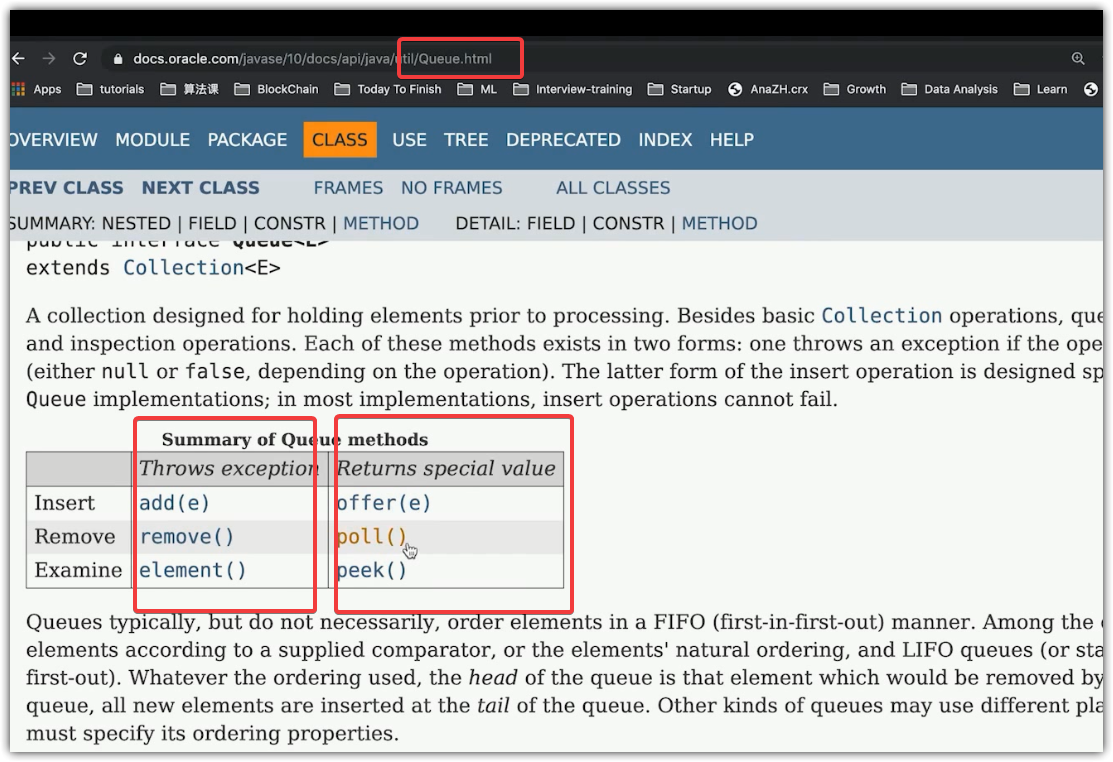 docs.oracle.com/javase/10/docs/api/java/util/Queue.html
Apps tutorials 算法课 BlockChain Today To Finish ML Interview-training Startup AnaZH.crx Growth Data Analysis Learn
OVERVIEW MODULE PACKAGE CLASS USE TREE DEPRECATED INDEX HELP
PREV CLASS NEXT CLASS FRAMES NO FRAMES ALL CLASSES
SUMMARY: NESTED | FIELD | CONSTR | METHOD DETAIL: FIELD | CONSTR | METHOD
public interface Queue<E>
extends Collection<E>
A collection designed for holding elements prior to processing. Besides basic Collection operations, que
and inspection operations. Each of these methods exists in two forms: one throws an exception if the ope
(either null or false, depending on the operation). The latter form of the insert operation is designed sp
Queue implementations; in most implementations, insert operations cannot fail.
Summary of Queue methods
Throws exception Returns special value
Insert add(e) offer(e)
Remove remove() poll()
Examine element() peek()
Queues typically, but do not necessarily, order elements in a FIFO (first-in-first-out) manner. Among the
elements according to a supplied comparator, or the elements' natural ordering, and LIFO queues (or sta
first-out). Whatever the ordering used, the head of the queue is that element which would be removed by
queue, all new elements are inserted at the tail of the queue. Other kinds of queues may use different pla
must specify its ordering properties.